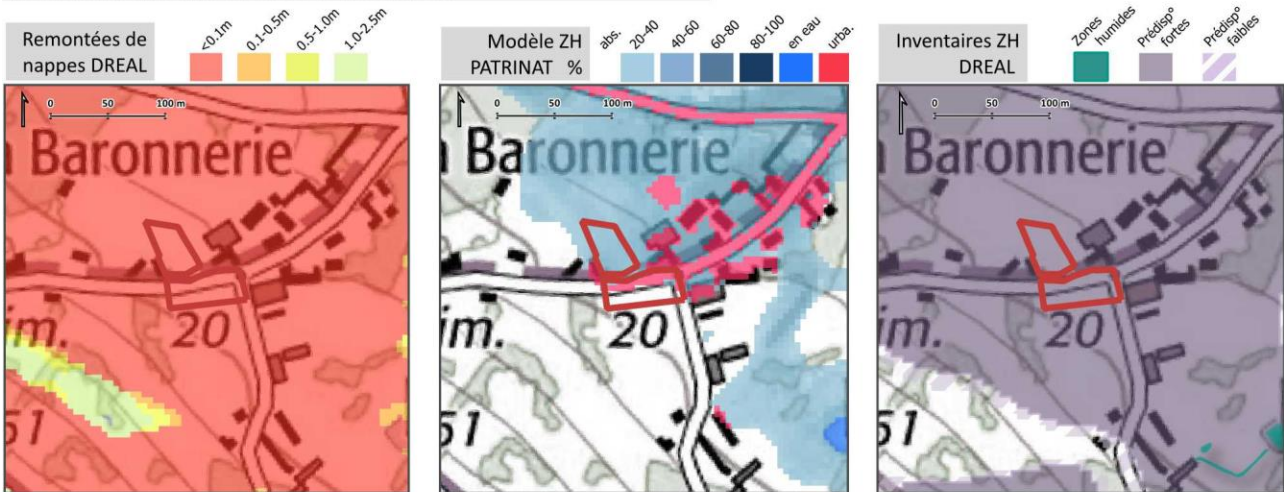 Remontées de
nappes DREAL
<0.1m
0.1-0.5m
0.5-1.0m
1.0-2.5m
Modèle ZH
PATRINAT %
abs.
20-40
40-60
60-80
80-100
en eau
urba.
Inventaires ZH
DREAL
Zones
humides
Prédisp°
fortes
Prédisp°
faibles
0 50 100 m
Baronnerie
im.
20
51
0 50 100 m
a Baronnerie
20
51
0 50 100 m
a Baronnerie
im.
20
51